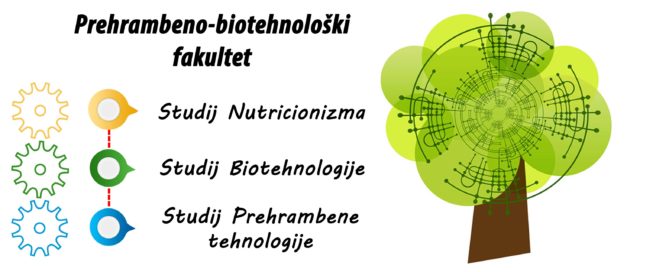 Prehrambeno-biotehnološki
fakultet
Studij Nutricionizma
Studij Biotehnologije
Studij Prehrambene
tehnologije